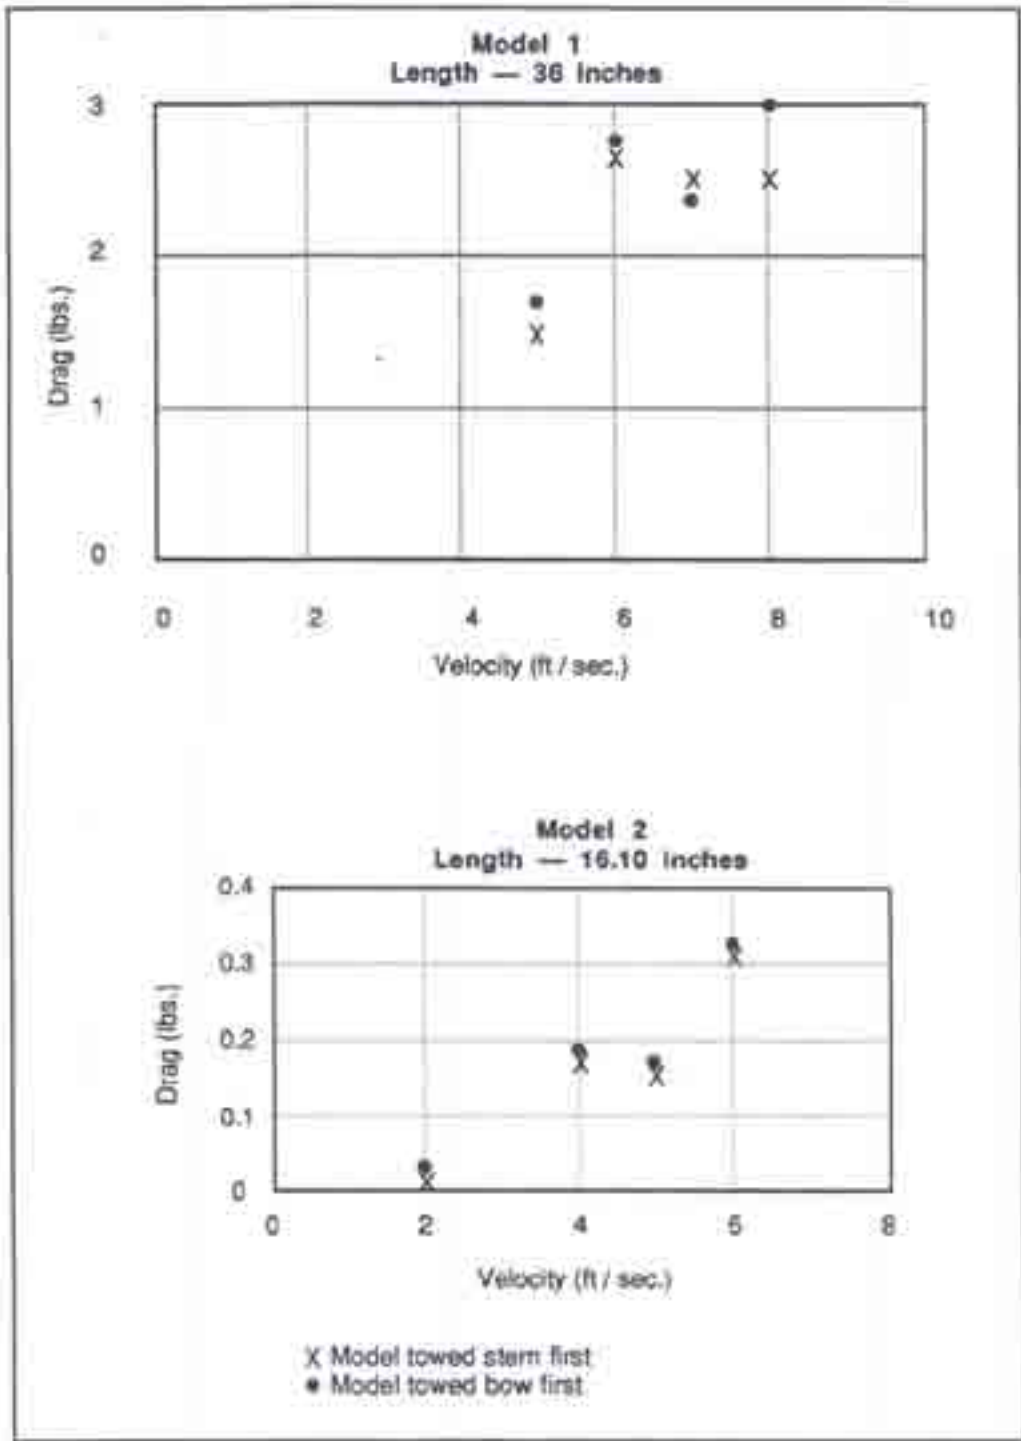 Model 1
Length — 36 Inches
3
2
1
0
Drag (lbs.)
0 2 4 6 8 10
Velocity (ft / sec.)
Model 2
Length — 16.10 Inches
0.4
0.3
0.2
0.1
0
Drag (lbs.)
0 2 4 6 8
Velocity (ft / sec.)
X Model towed stern first
● Model towed bow first